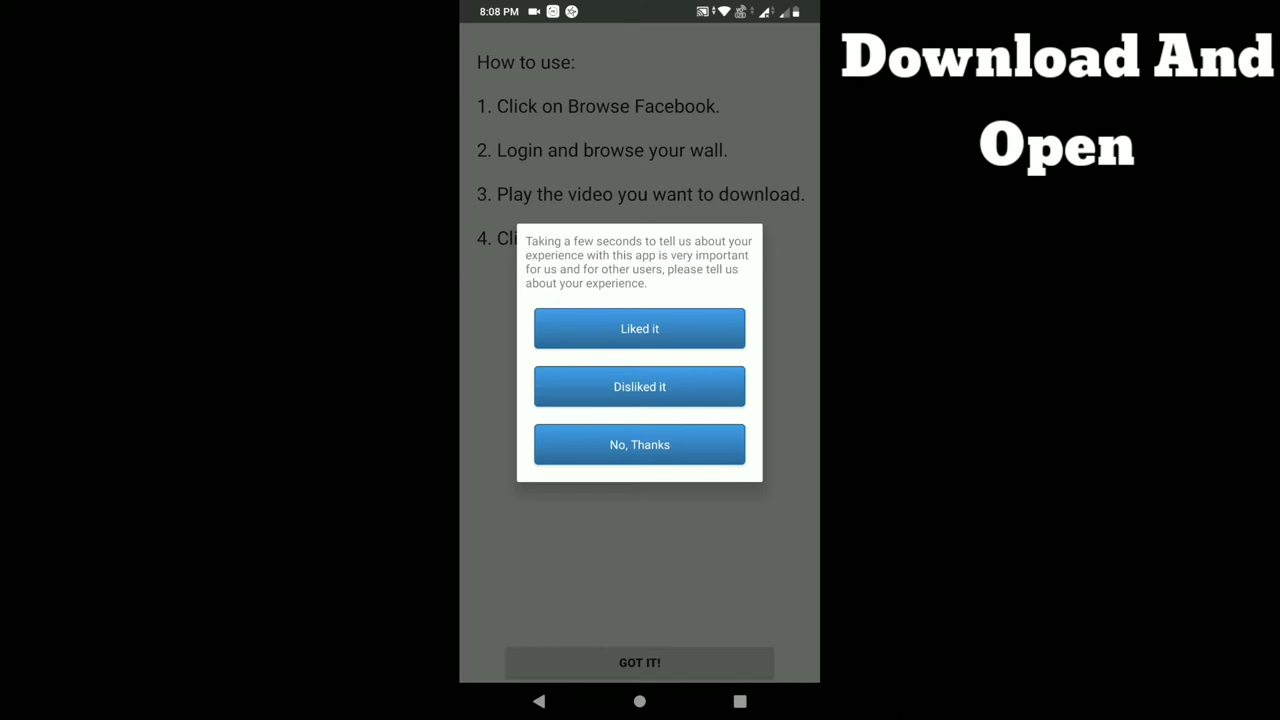 8:08 PM
Download And
Open
How to use:
1. Click on Browse Facebook.
2. Login and browse your wall.
3. Play the video you want to download.
4. Cli
Taking a few seconds to tell us about your
experience with this app is very important
for us and for other users, please tell us
about your experience.
Liked it
Disliked it
No, Thanks
GOT IT!